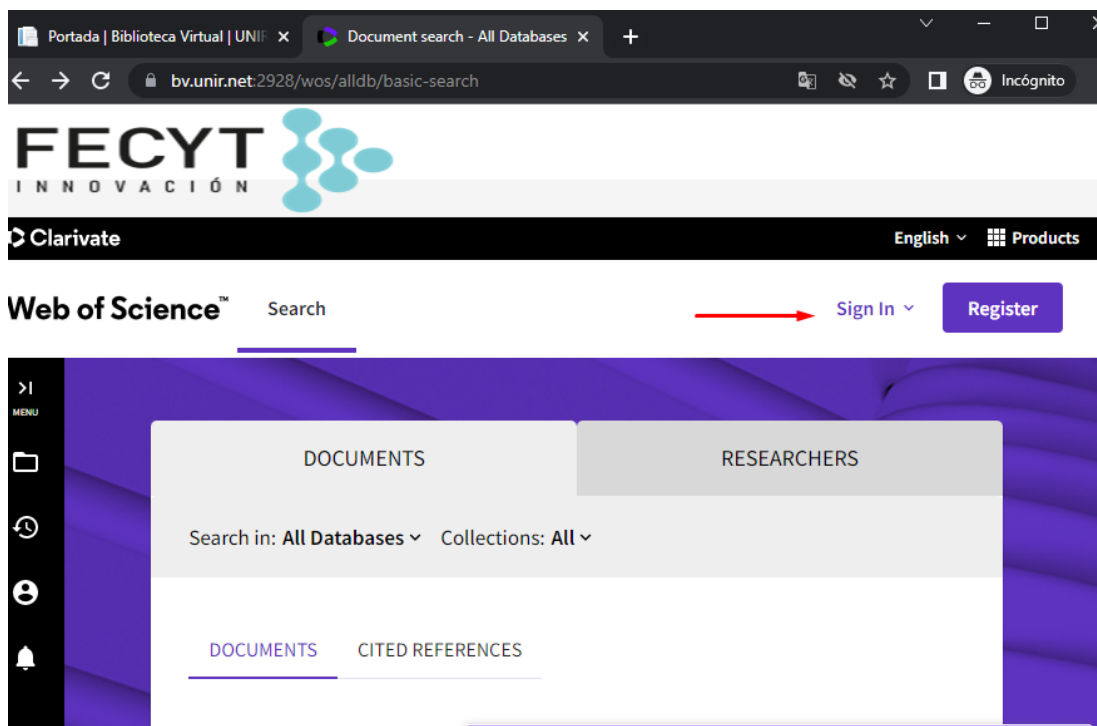 Portada | Biblioteca Virtual | UNIR
Document search - All Databases
bv.unir.net:2928/wos/alldb/basic-search
Incógnito
FECYT
INNOVACIÓN
Clarivate
English
Products
Web of Science™
Search
Sign In
Register
MENU
DOCUMENTS
RESEARCHERS
Search in: All Databases Collections: All
DOCUMENTS
CITED REFERENCES